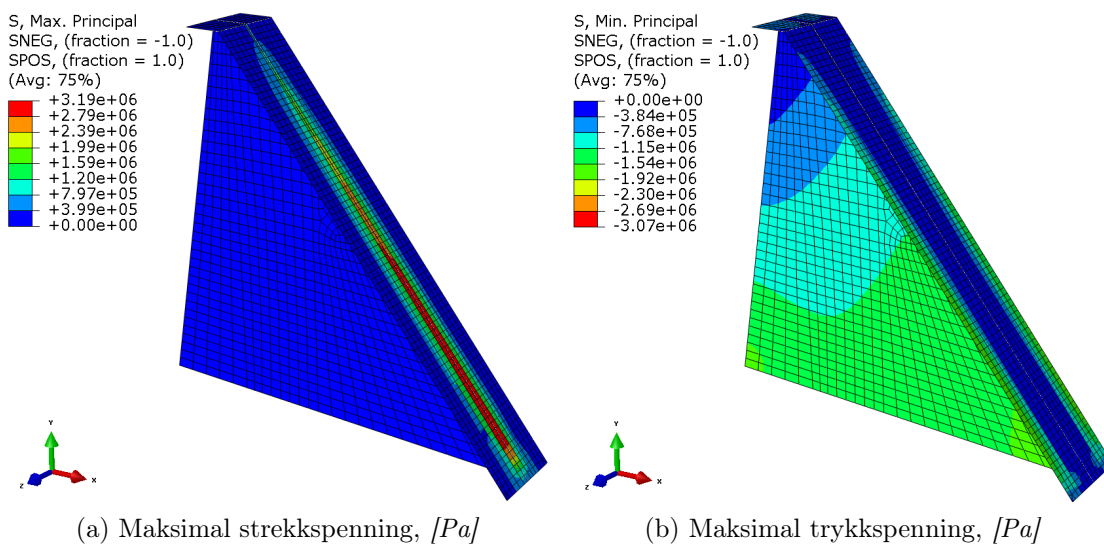 S, Max. Principal
SNEG, (fraction = -1.0)
SPOS, (fraction = 1.0)
(Avg: 75%)
+3.19e+06
+2.79e+06
+2.39e+06
+1.99e+06
+1.59e+06
+1.20e+06
+7.97e+05
+3.99e+05
+0.00e+00
Y
Z
X
(a) Maksimal strekkspenning, [Pa]
S, Min. Principal
SNEG, (fraction = -1.0)
SPOS, (fraction = 1.0)
(Avg: 75%)
+0.00e+00
-3.84e+05
-7.68e+05
-1.15e+06
-1.54e+06
-1.92e+06
-2.30e+06
-2.69e+06
-3.07e+06
Y
Z
X
(b) Maksimal trykkspenning, [Pa]